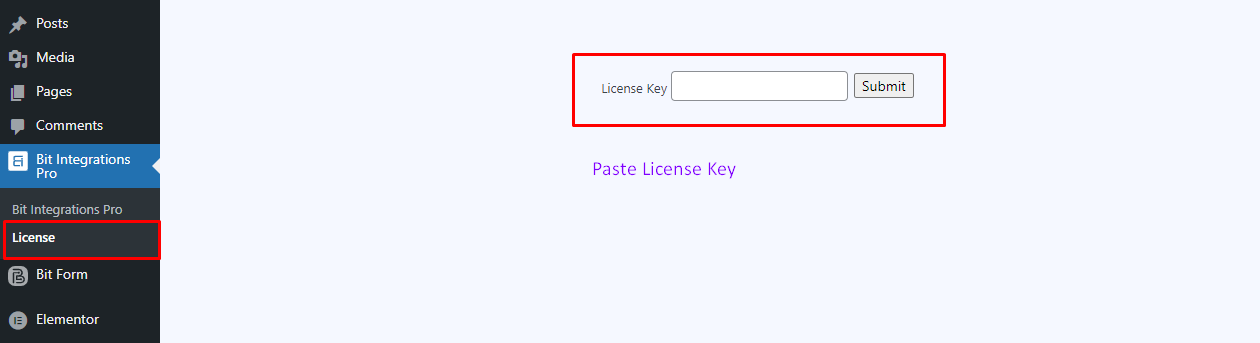 Posts
Media
Pages
Comments
Bit Integrations
Pro
Bit Integrations Pro
License
Bit Form
Elementor
License Key
Submit
Paste License Key